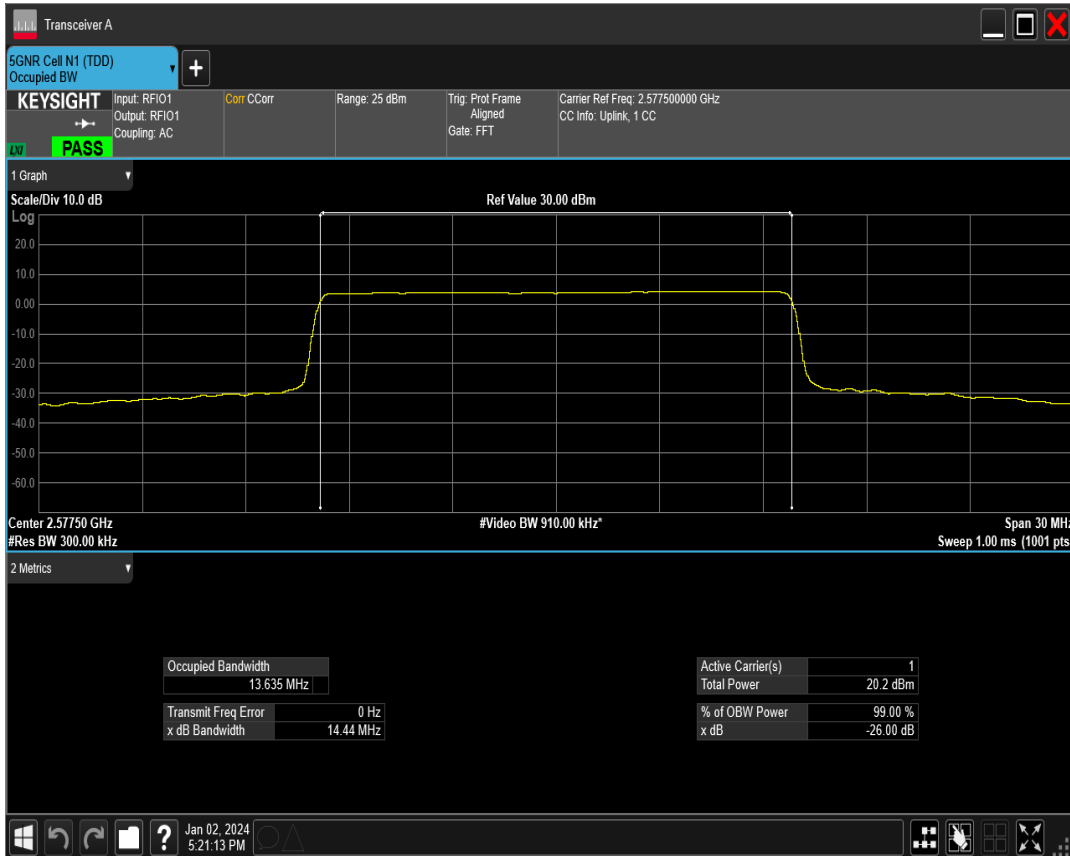 Transceiver A
5GNR Cell N1 (TDD)
Occupied BW
+
KEYSIGHT
LXI
PASS
Input: RFIO1
Output: RFIO1
Coupling: AC
Corr CCorr
Range: 25 dBm
Trig: Prot Frame
Aligned
Gate: FFT
Carrier Ref Freq: 2.577500000 GHz
CC Info: Uplink, 1 CC
1 Graph
Scale/Div 10.0 dB
Ref Value 30.00 dBm
Log
20.0
10.0
0.00
-10.0
-20.0
-30.0
-40.0
-50.0
-60.0
Center 2.57750 GHz
#Video BW 910.00 kHz*
Span 30 MHz
#Res BW 300.00 kHz
Sweep 1.00 ms (1001 pts
2 Metrics
Occupied Bandwidth
13.635 MHz
Transmit Freq Error 0 Hz
x dB Bandwidth 14.44 MHz
Active Carrier(s) 1
Total Power 20.2 dBm
% of OBW Power 99.00 %
x dB -26.00 dB
?
Jan 02, 2024
5:21:13 PM